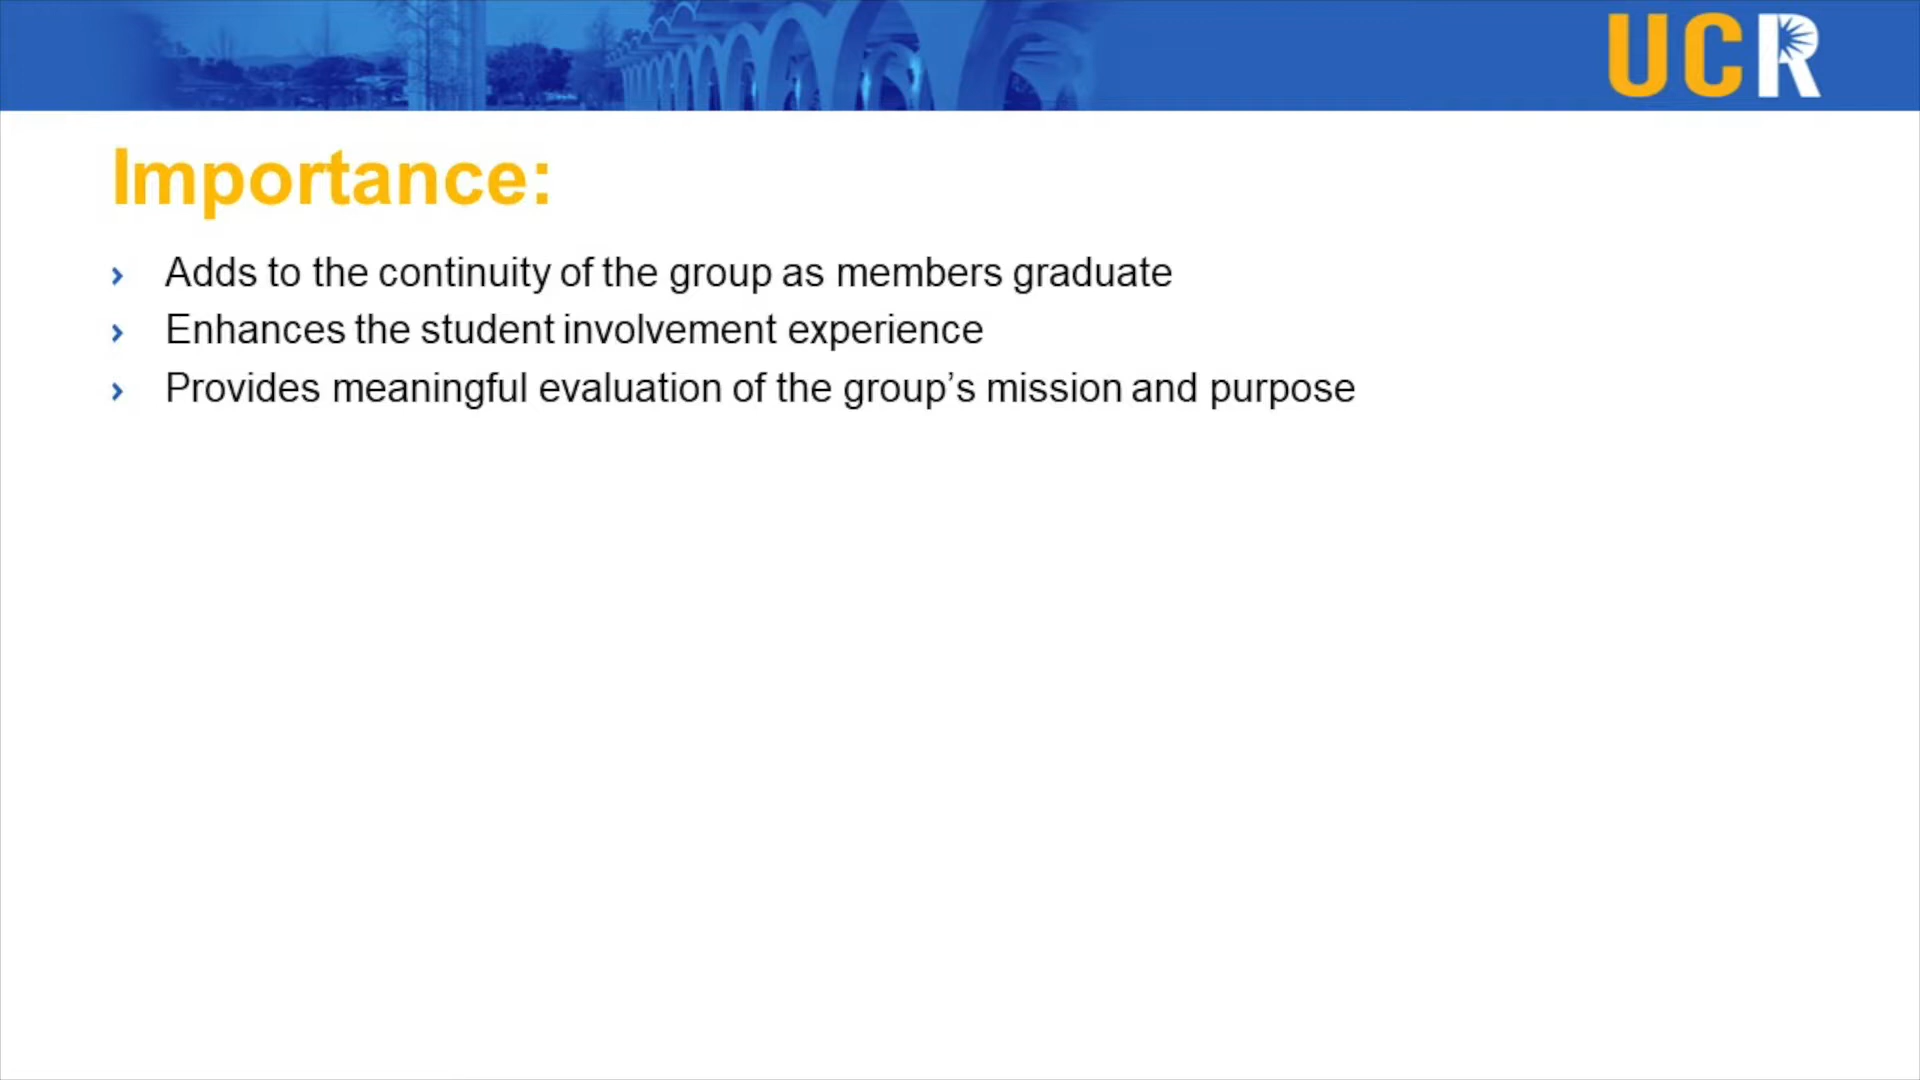 UCR
Importance:
› Adds to the continuity of the group as members graduate
› Enhances the student involvement experience
› Provides meaningful evaluation of the group’s mission and purpose